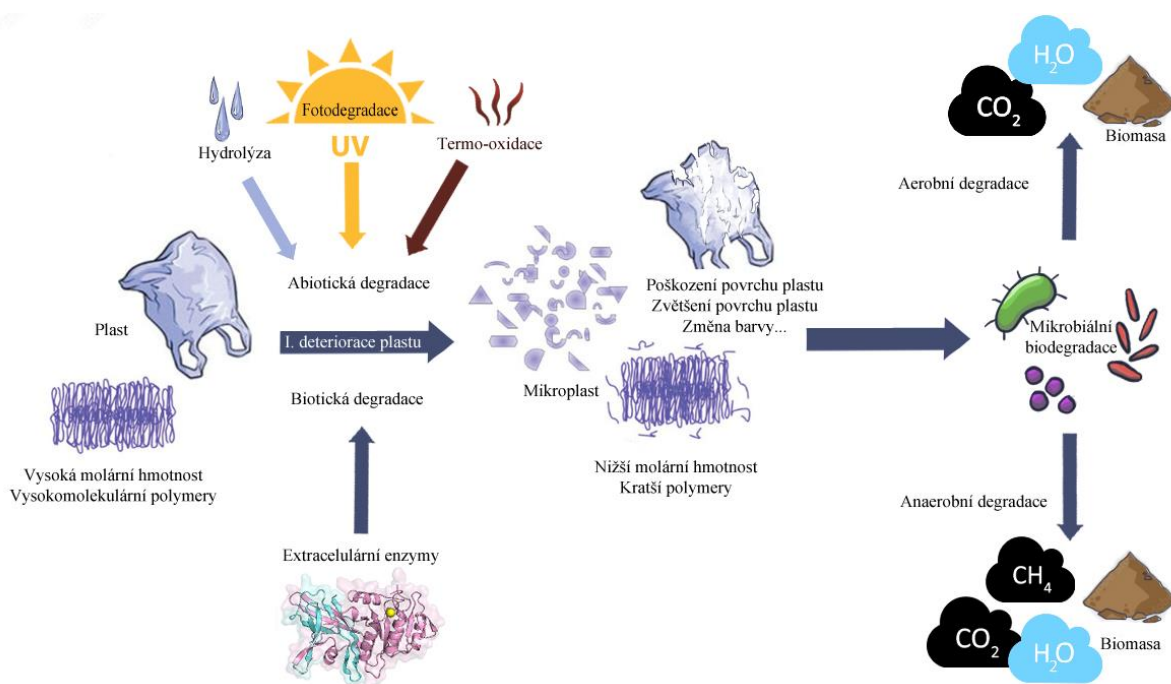 Hydrolýza
Fotodegradace
UV
Termo-oxidace
Abiotická degradace
Plast
I. deteriorace plastu
Biotická degradace
Vysoká molární hmotnost
Vysokomolekulární polymery
Extracelulární enzymy
Mikroplast
Poškození povrchu plastu
Zvětšení povrchu plastu
Změna barvy...
Nižší molární hmotnost
Kratší polymery
H₂O
CO₂
Biomasa
Aerobní degradace
Mikrobiální
biodegradace
Anaerobní degradace
CH₄
CO₂
H₂O
Biomasa